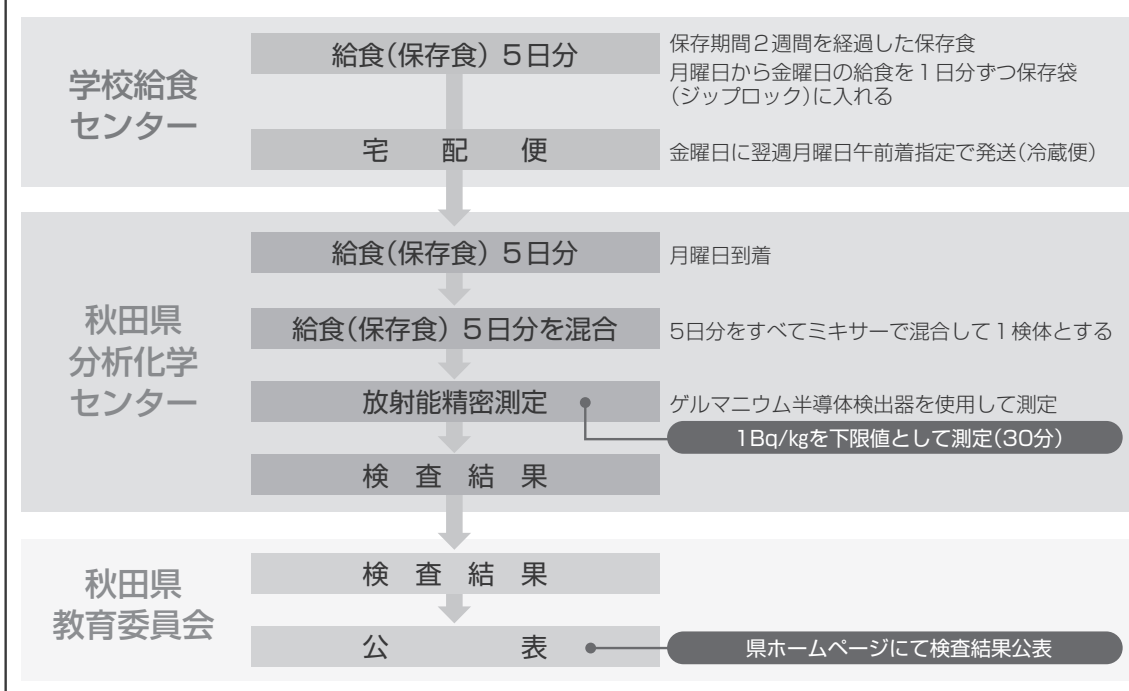 学校給食
センター
給食(保存食) 5日分
保存期間2週間を経過した保存食
月曜日から金曜日の給食を1日分ずつ保存袋
(ジップロック)に入れる
宅配便
金曜日に翌週月曜日午前着指定で発送(冷蔵便)
秋田県
分析化学
センター
給食(保存食) 5日分
月曜日到着
給食(保存食) 5日分を混合
5日分をすべてミキサーで混合して1検体とする
放射能精密測定
ゲルマニウム半導体検出器を使用して測定
1Bq/kgを下限値として測定(30分)
検査結果
秋田県
教育委員会
検査結果
公表
県ホームページにて検査結果公表